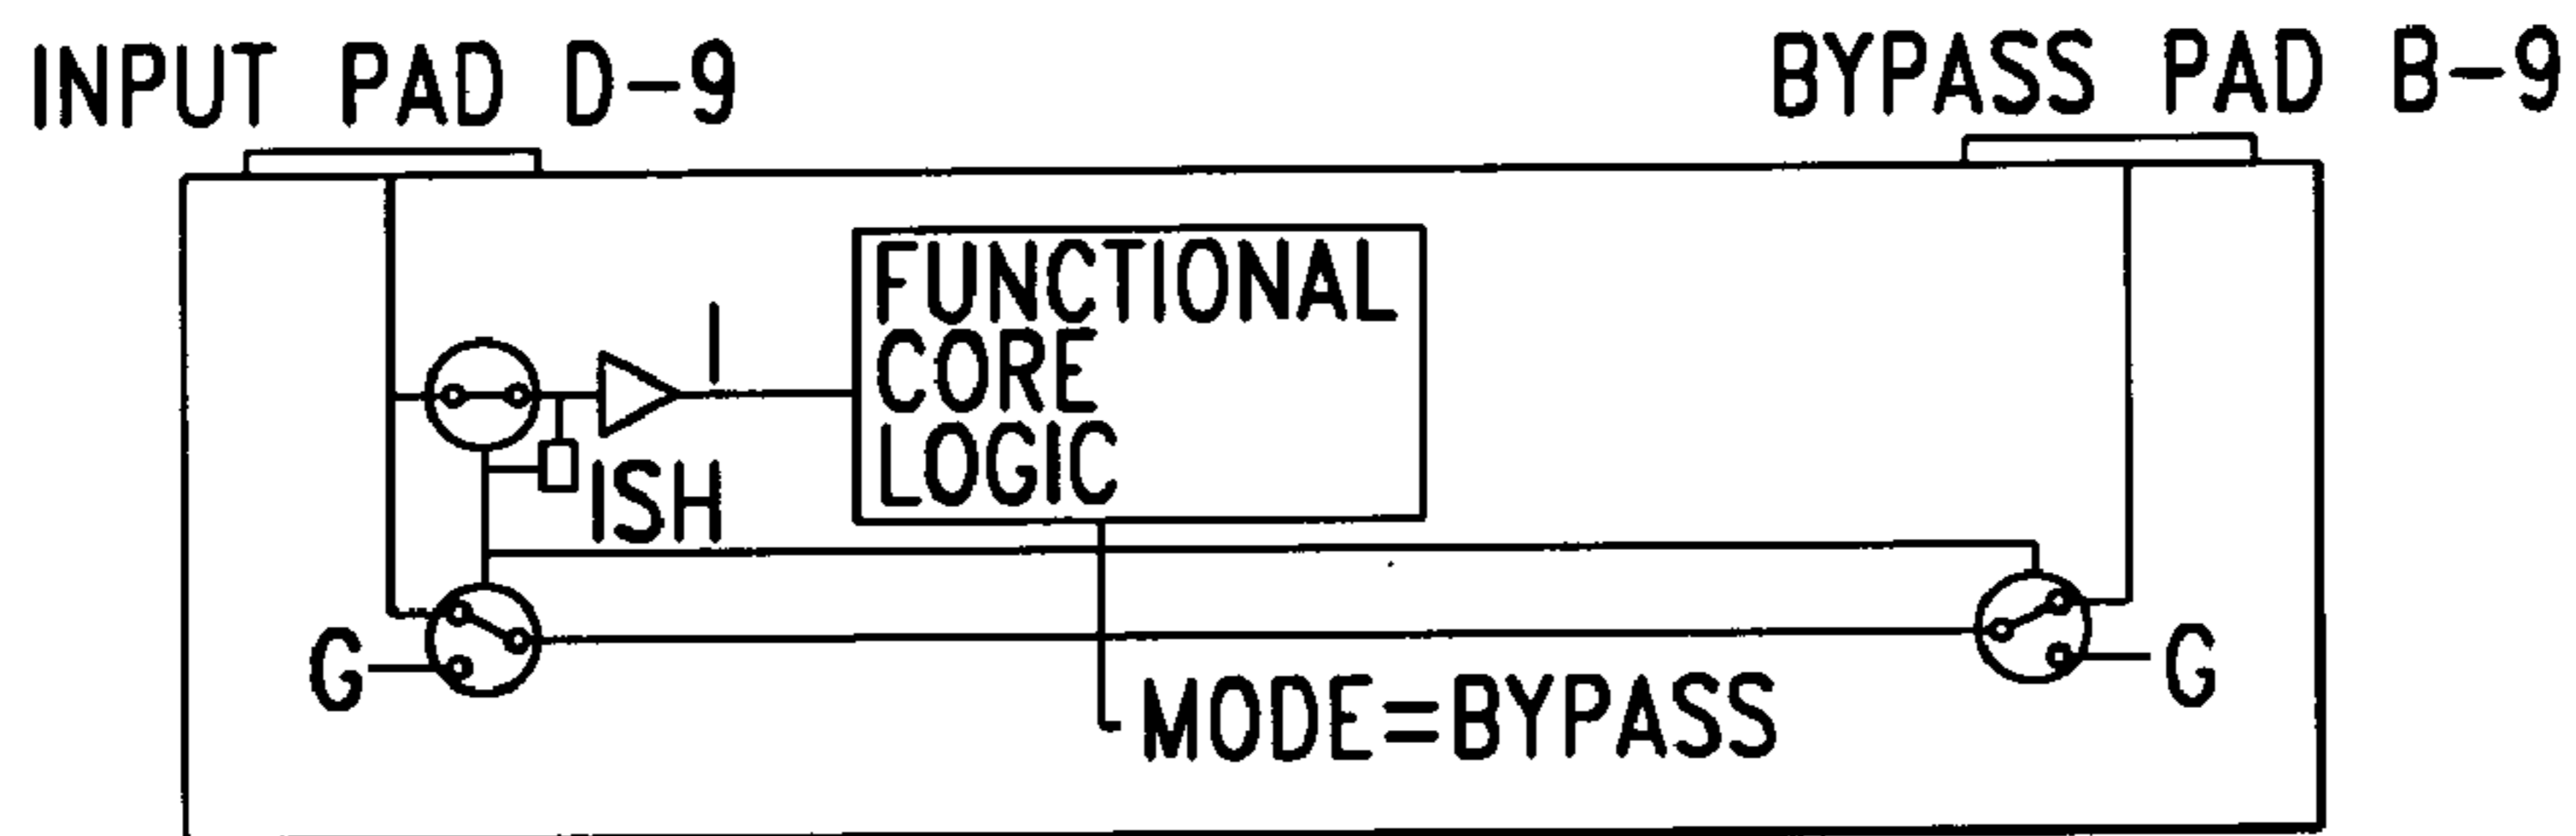 INPUT PAD D-9
BYPASS PAD B-9
FUNCTIONAL
CORE
LOGIC
I
ISH
G
G
MODE=BYPASS